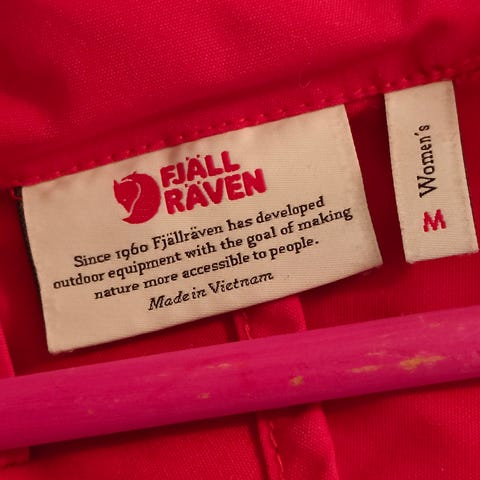 FJÄLL
RÄVEN
Since 1960 Fjällräven has developed
outdoor equipment with the goal of making
nature more accessible to people.
Made in Vietnam
Women's
M